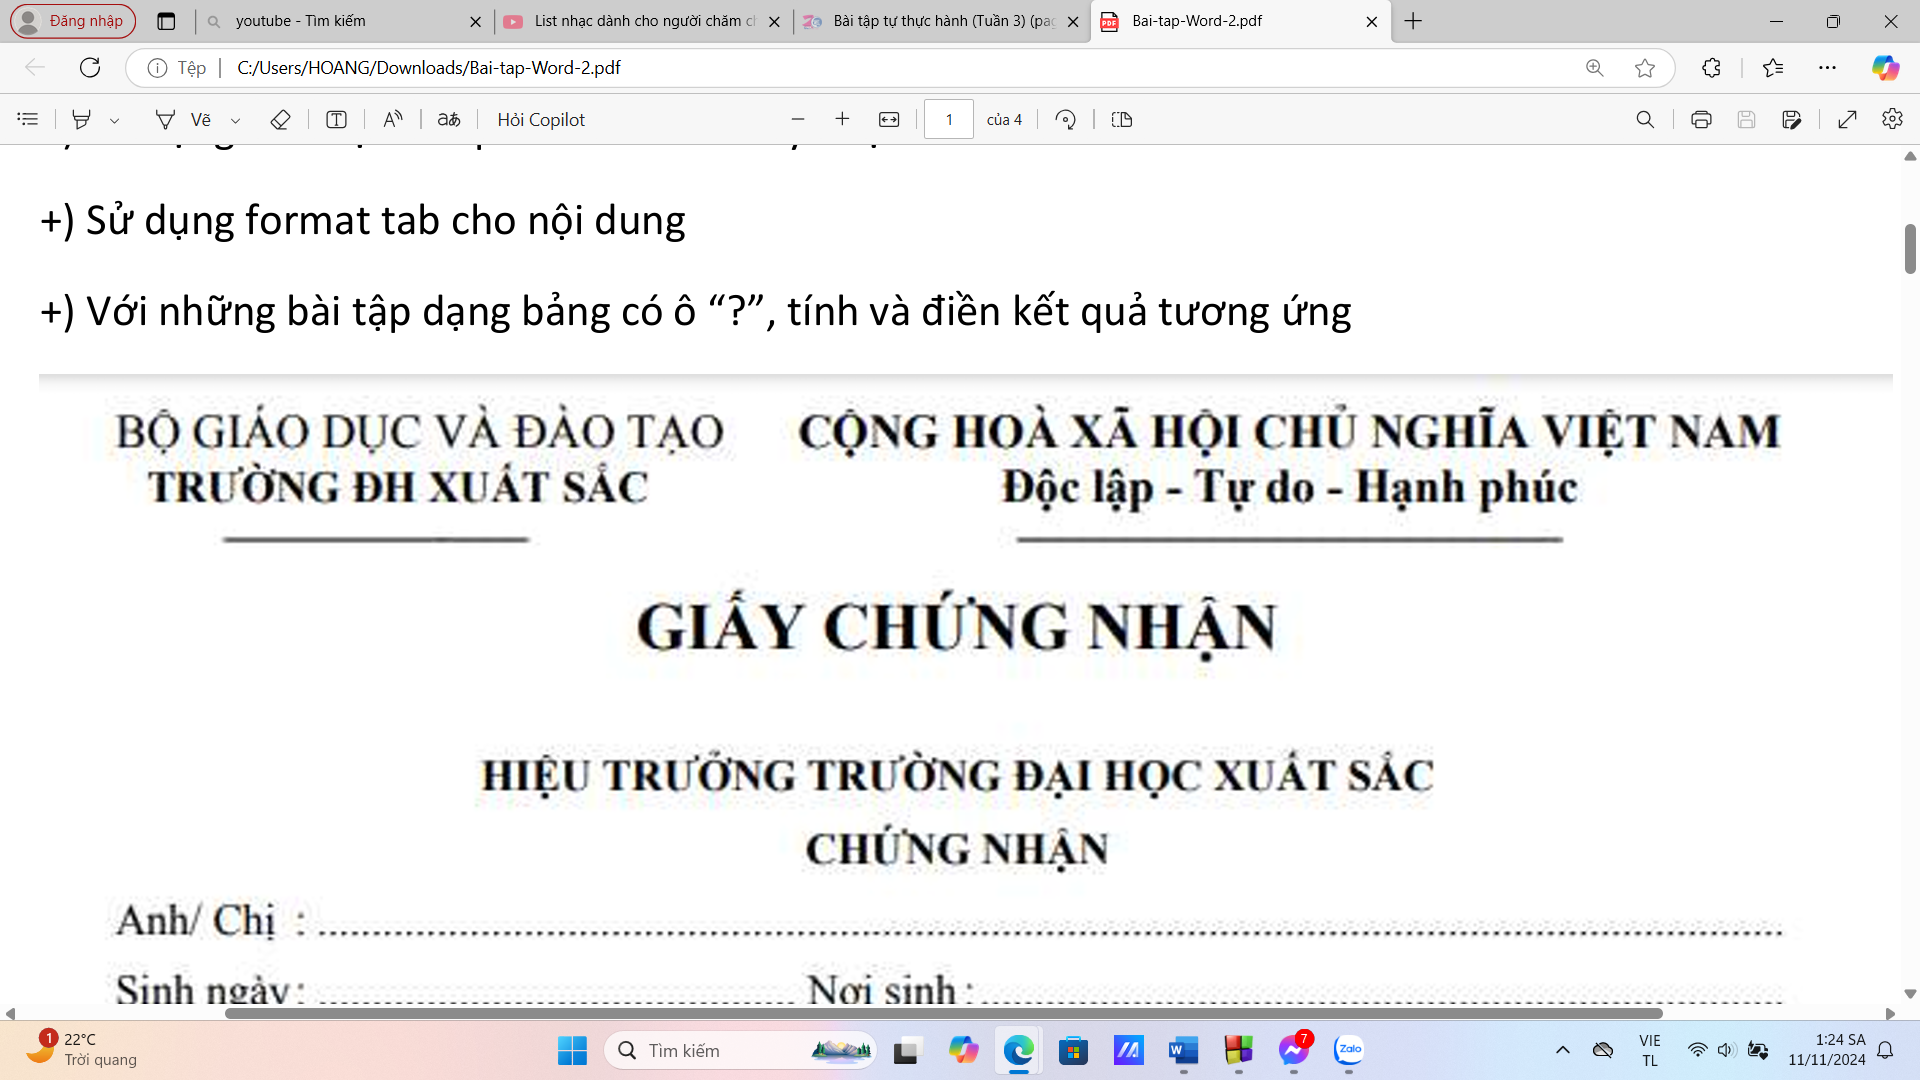 Đăng nhập
youtube - Tìm kiếm
List nhạc dành cho người chăm
Bài tập tự thực hành (Tuần 3)
Bai-tap-Word-2.pdf
Tệp
C:/Users/HOANG/Downloads/Bai-tap-Word-2.pdf
Vẽ
Hỏi Copilot
1
của 4
+) Sử dụng format tab cho nội dung
+) Với những bài tập dạng bảng có ô “?”, tính và điền kết quả tương ứng
BỘ GIÁO DỤC VÀ ĐÀO TẠO CỘNG HOÀ XÃ HỘI CHỦ NGHĨA VIỆT NAM
TRƯỜNG ĐH XUẤT SẮC Độc lập - Tự do - Hạnh phúc
GIẤY CHỨNG NHẬN
HIỆU TRƯỞNG TRƯỜNG ĐẠI HỌC XUẤT SẮC
CHỨNG NHẬN
Anh/ Chị : ........................................................................
Sinh ngày: ........................ Nơi sinh: ........................................
1
22°C
Trời quang
Tìm kiếm
7
Zalo
VIE
TL
1:24 SA
11/11/2024